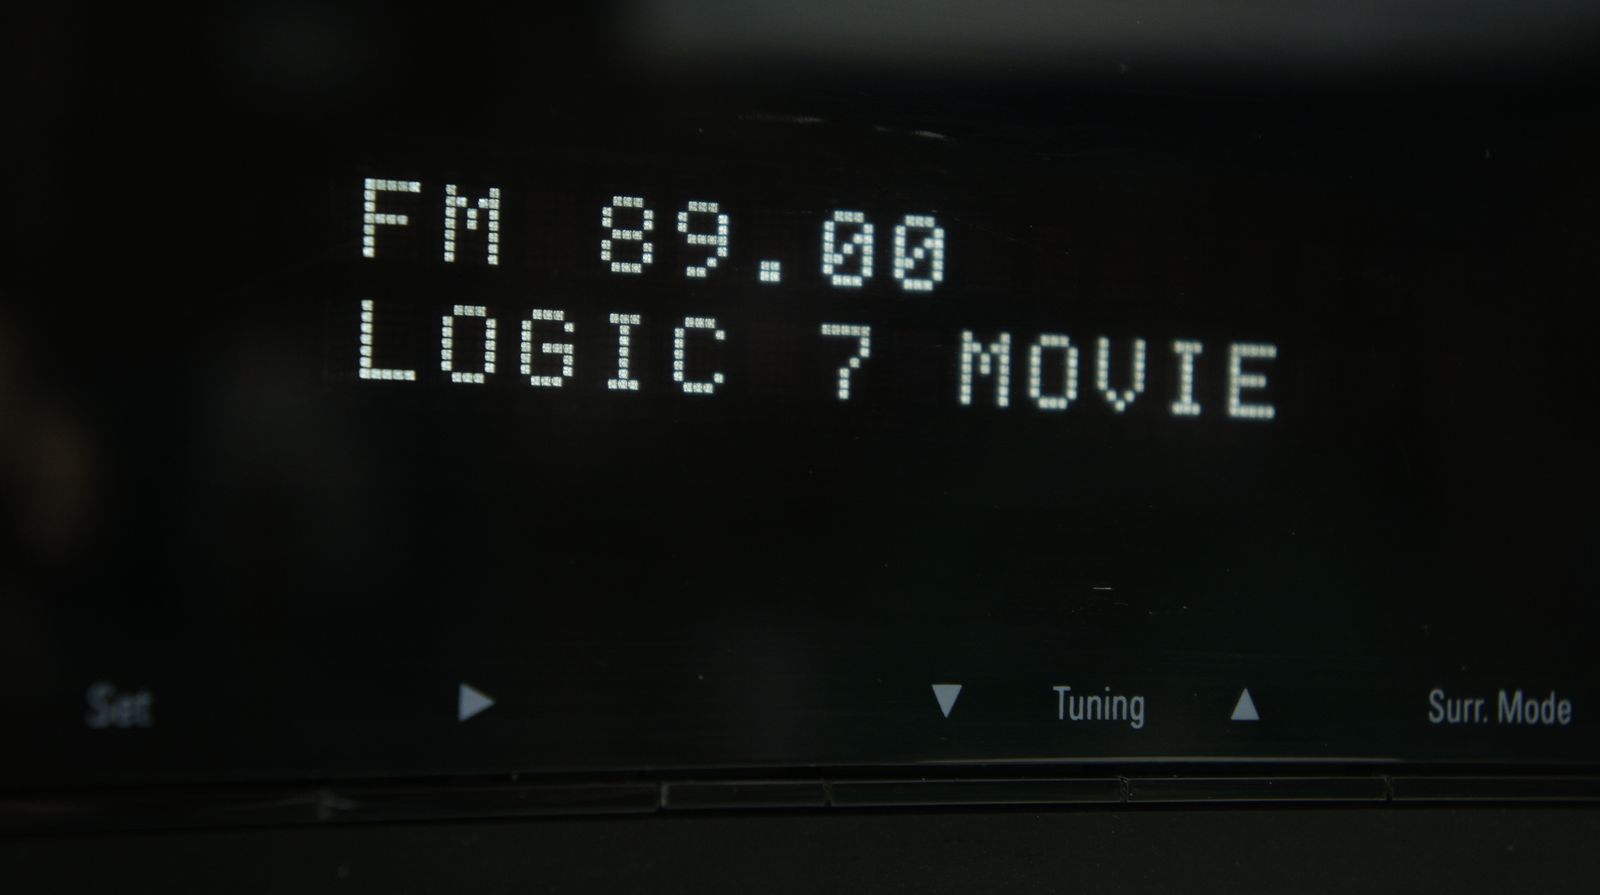 FM 89.00
LOGIC 7 MOVIE
Set ▶ ▼ Tuning ▲ Surr. Mode